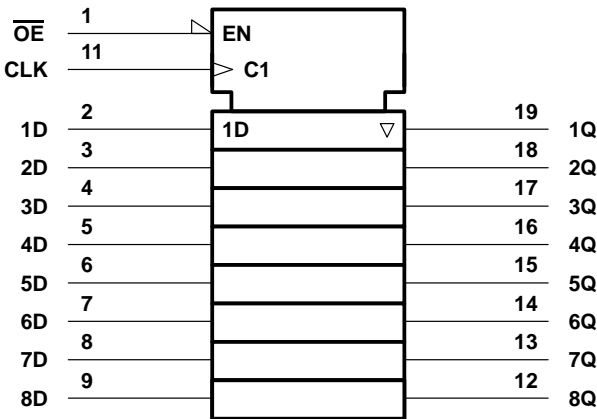 OE 1 EN
CLK 11 C1
1D 2 1D ▽ 19 1Q
2D 3 18 2Q
3D 4 17 3Q
4D 5 16 4Q
5D 6 15 5Q
6D 7 14 6Q
7D 8 13 7Q
8D 9 12 8Q